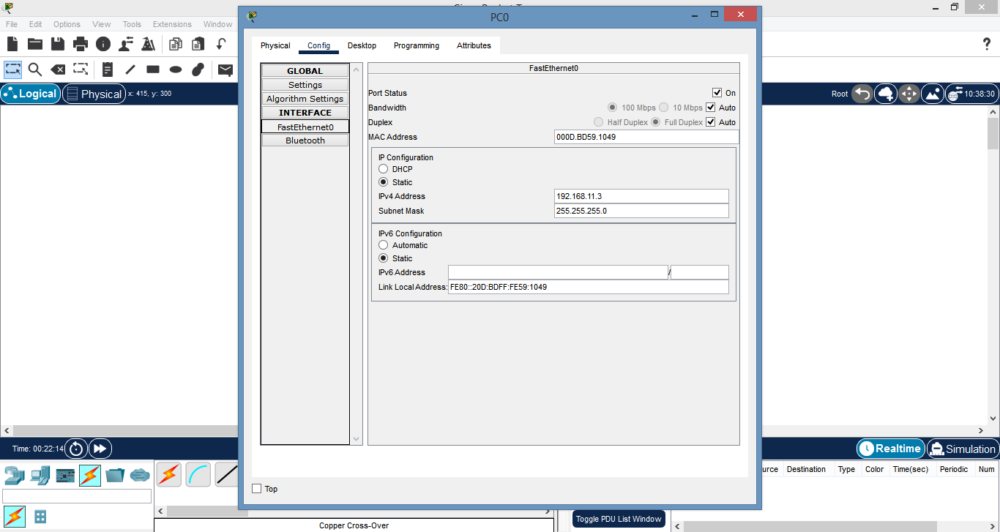 PC0
File Edit Options View Tools Extensions Window
Physical Config Desktop Programming Attributes
?
GLOBAL
Settings
Algorithm Settings
INTERFACE
FastEthernet0
Bluetooth
FastEthernet0
Port Status On
Bandwidth 100 Mbps 10 Mbps Auto
Duplex Half Duplex Full Duplex Auto
MAC Address 000D.BD59.1049
IP Configuration
DHCP
Static
IPv4 Address 192.168.11.3
Subnet Mask 255.255.255.0
IPv6 Configuration
Automatic
Static
IPv6 Address /
Link Local Address: FE80::20D:BDFF:FE59:1049
Top
Logical Physical x: 415, y: 300
Root 10:38:30
Time: 00:22:14
Realtime Simulation
Destination Type Color Time(sec) Periodic Num
Toggle PDU List Window
Copper Cross-Over